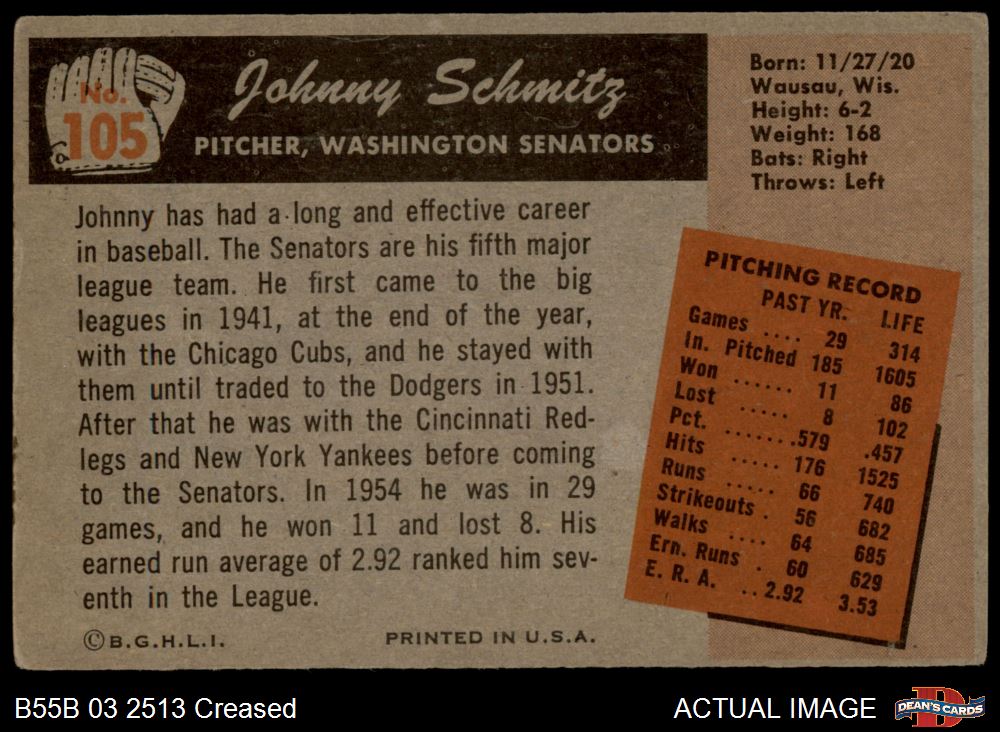 No.
105
Johnny Schmitz
PITCHER, WASHINGTON SENATORS
Born: 11/27/20
Wausau, Wis.
Height: 6-2
Weight: 168
Bats: Right
Throws: Left
Johnny has had a long and effective career
in baseball. The Senators are his fifth major
league team. He first came to the big
leagues in 1941, at the end of the year,
with the Chicago Cubs, and he stayed with
them until traded to the Dodgers in 1951.
After that he was with the Cincinnati Red-
legs and New York Yankees before coming
to the Senators. In 1954 he was in 29
games, and he won 11 and lost 8. His
earned run average of 2.92 ranked him sev-
enth in the League.
PITCHING RECORD
PAST YR. LIFE
Games .... 29 314
In. Pitched 185 1605
Won ...... 11 86
Lost ..... 8 102
Pct. .......579 .457
Hits ..... 176 1525
Runs ..... 66 740
Strikeouts . 56 682
Walks .... 64 685
Ern. Runs . 60 629
E. R. A. ..2.92 3.53
©B.G.H.L.I. PRINTED IN U.S.A.
B55B 03 2513 Creased
ACTUAL IMAGE
D
DEAN'S CARDS